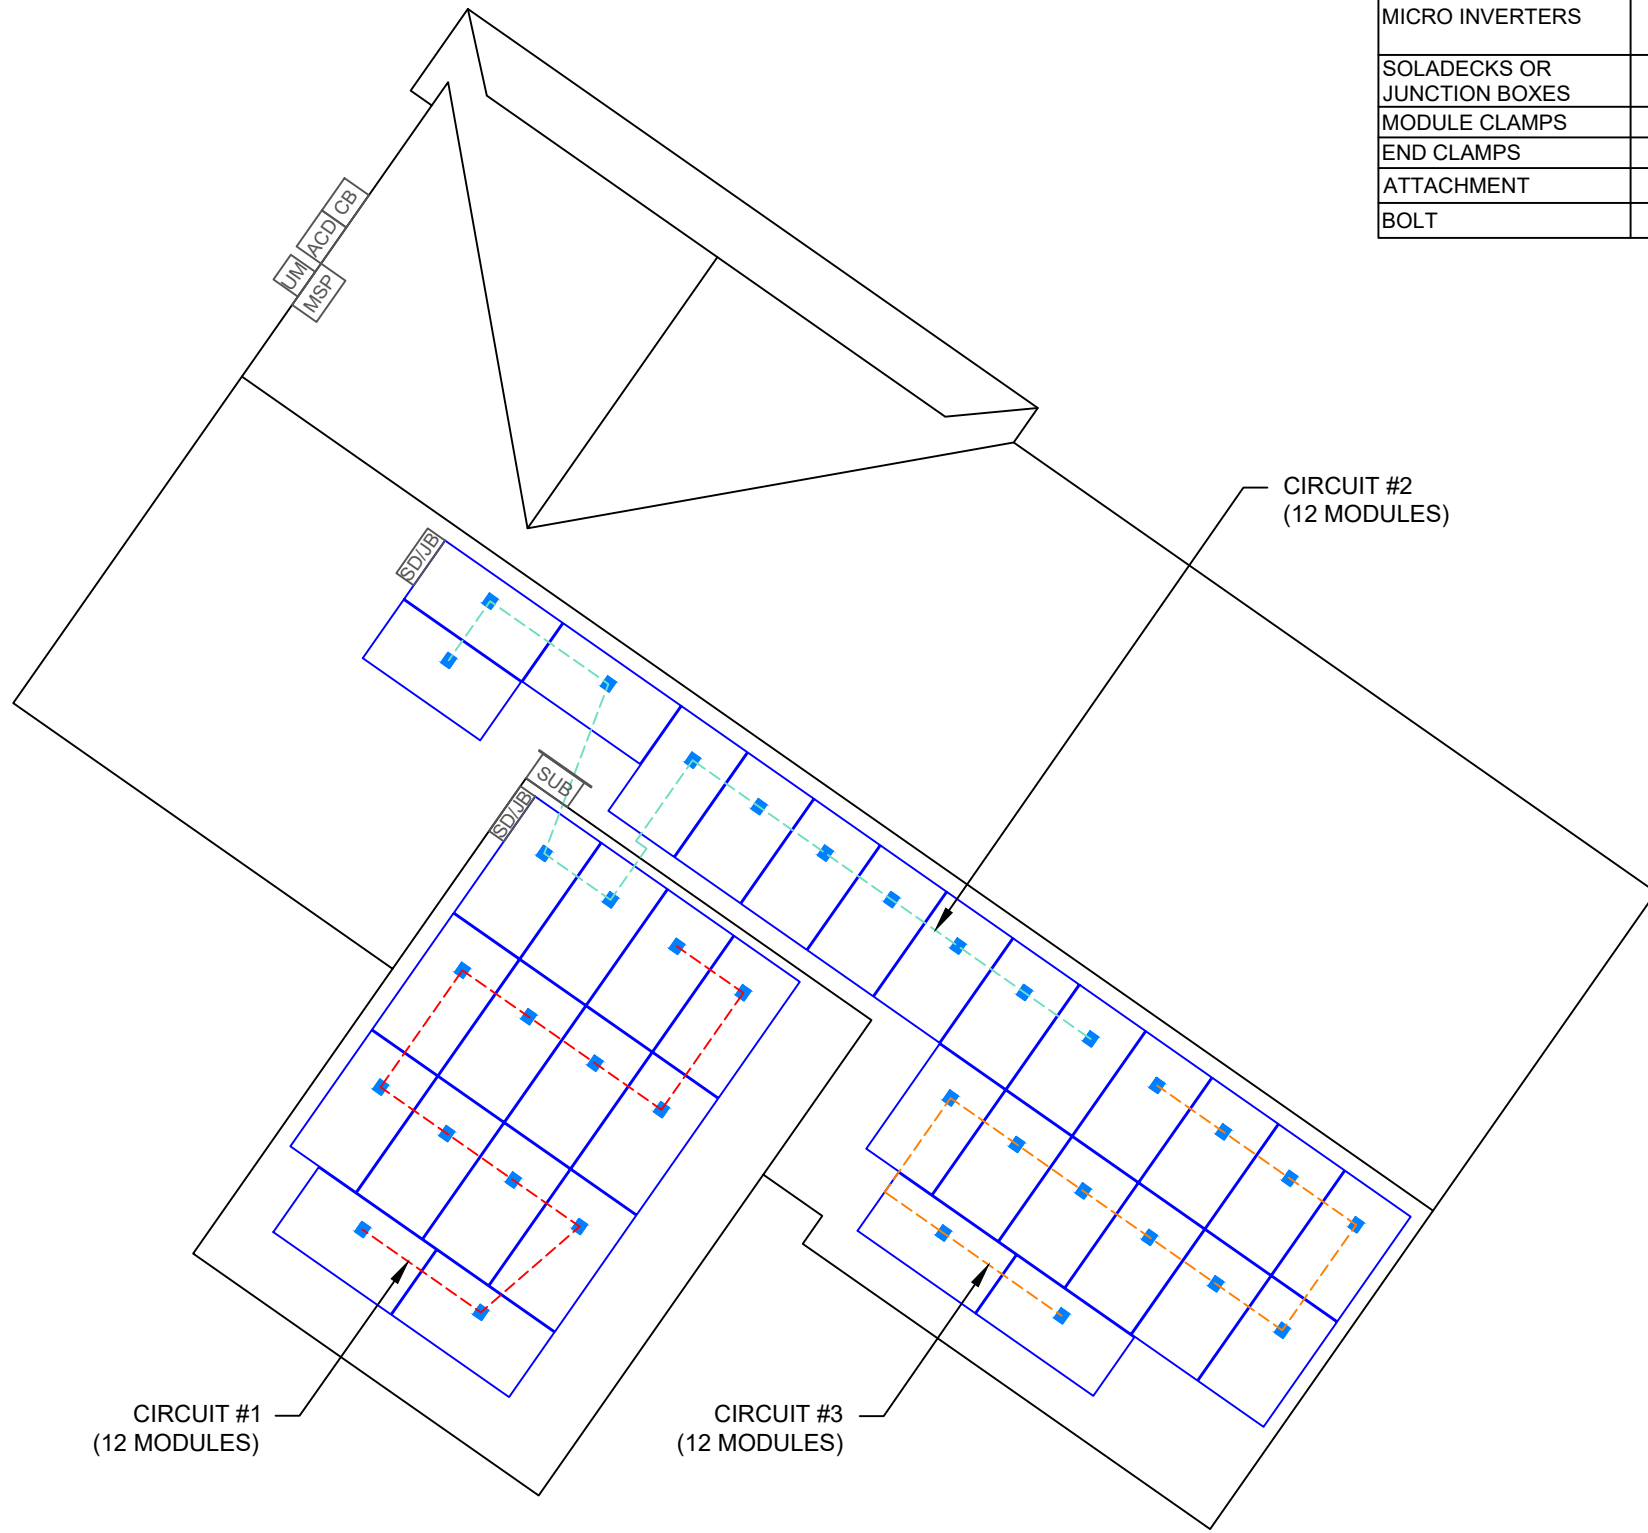 MICRO INVERTERS
SOLADECKS OR
JUNCTION BOXES
MODULE CLAMPS
END CLAMPS
ATTACHMENT
BOLT
CB
ACD
UM
MSP
CIRCUIT #2
(12 MODULES)
SD/JB
SUB
SD/JB
CIRCUIT #1
(12 MODULES)
CIRCUIT #3
(12 MODULES)